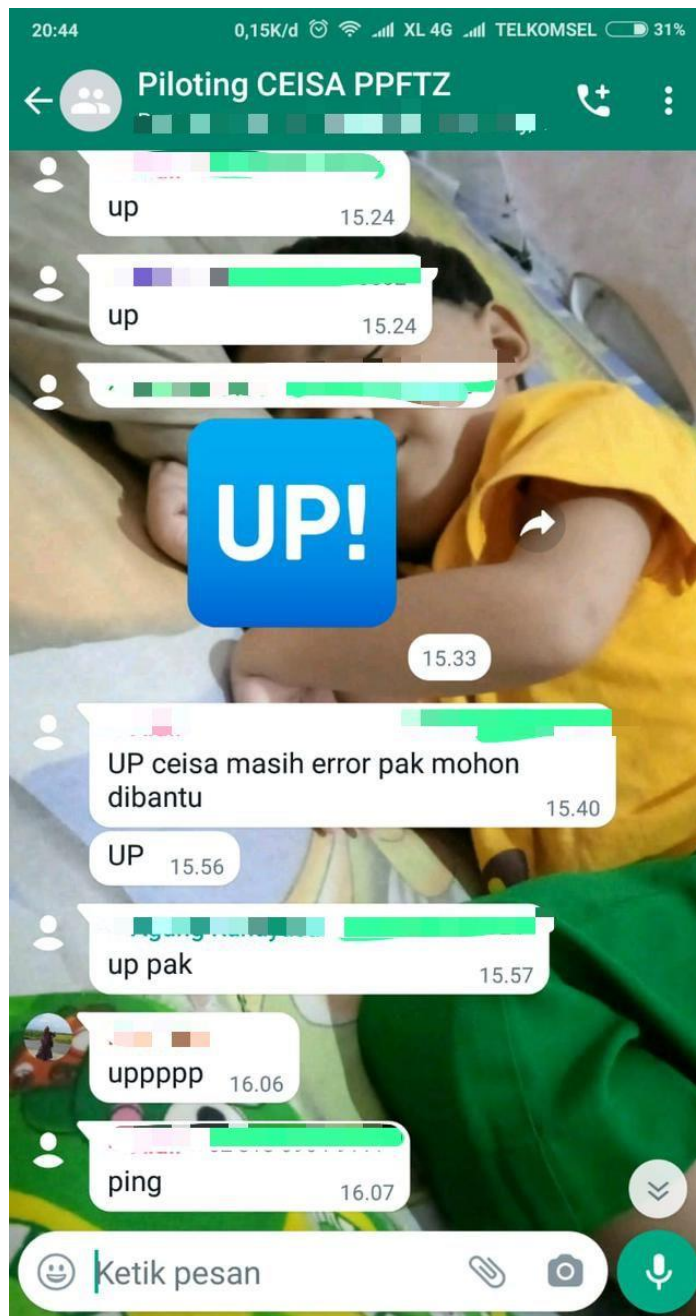 20:44 0,15K/d XL 4G TELKOMSEL 31%
Piloting CEISA PPFTZ
up 15.24
up 15.24
UP!
15.33
UP ceisa masih error pak mohon
dibantu 15.40
UP 15.56
up pak 15.57
uppppp 16.06
ping 16.07
Ketik pesan